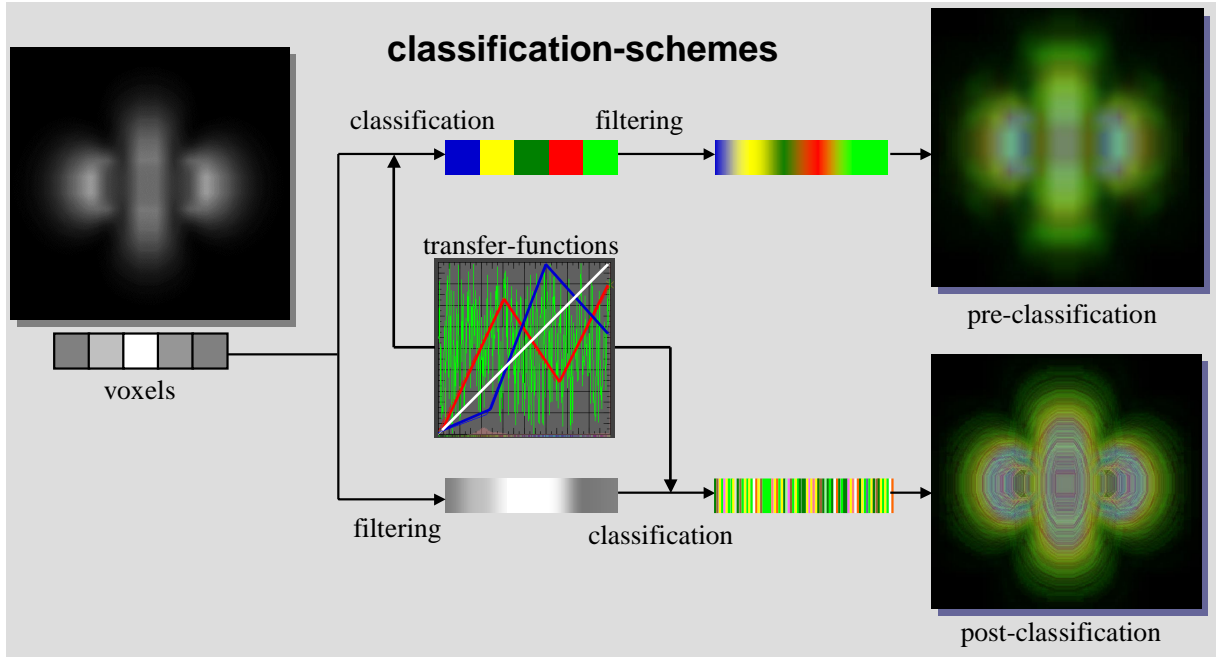 classification-schemes
classification
filtering
transfer-functions
pre-classification
voxels
filtering
classification
post-classification